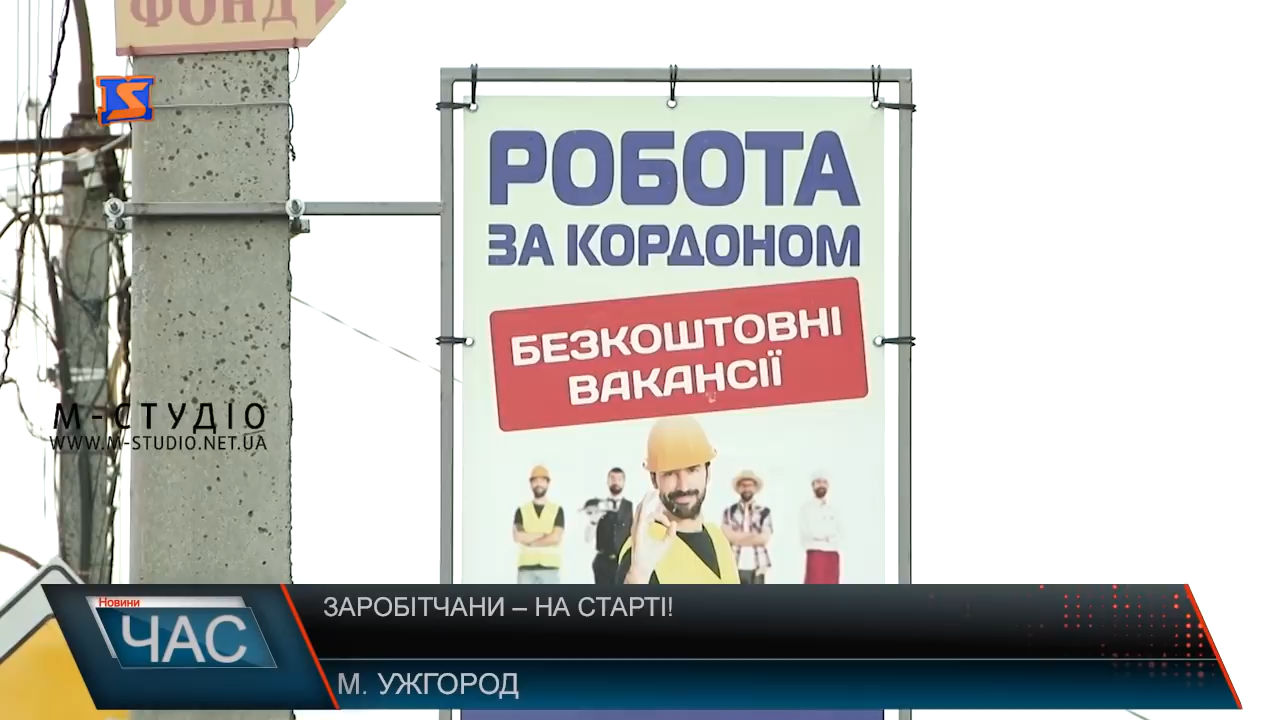 ФОНД
РОБОТА
ЗА КОРДОНОМ
БЕЗКОШТОВНІ
ВАКАНСІЇ
М-СТУДІО
WWW.M-STUDIO.NET.UA
Новини
ЧАС
ЗАРОБІТЧАНИ – НА СТАРТІ!
М. УЖГОРОД